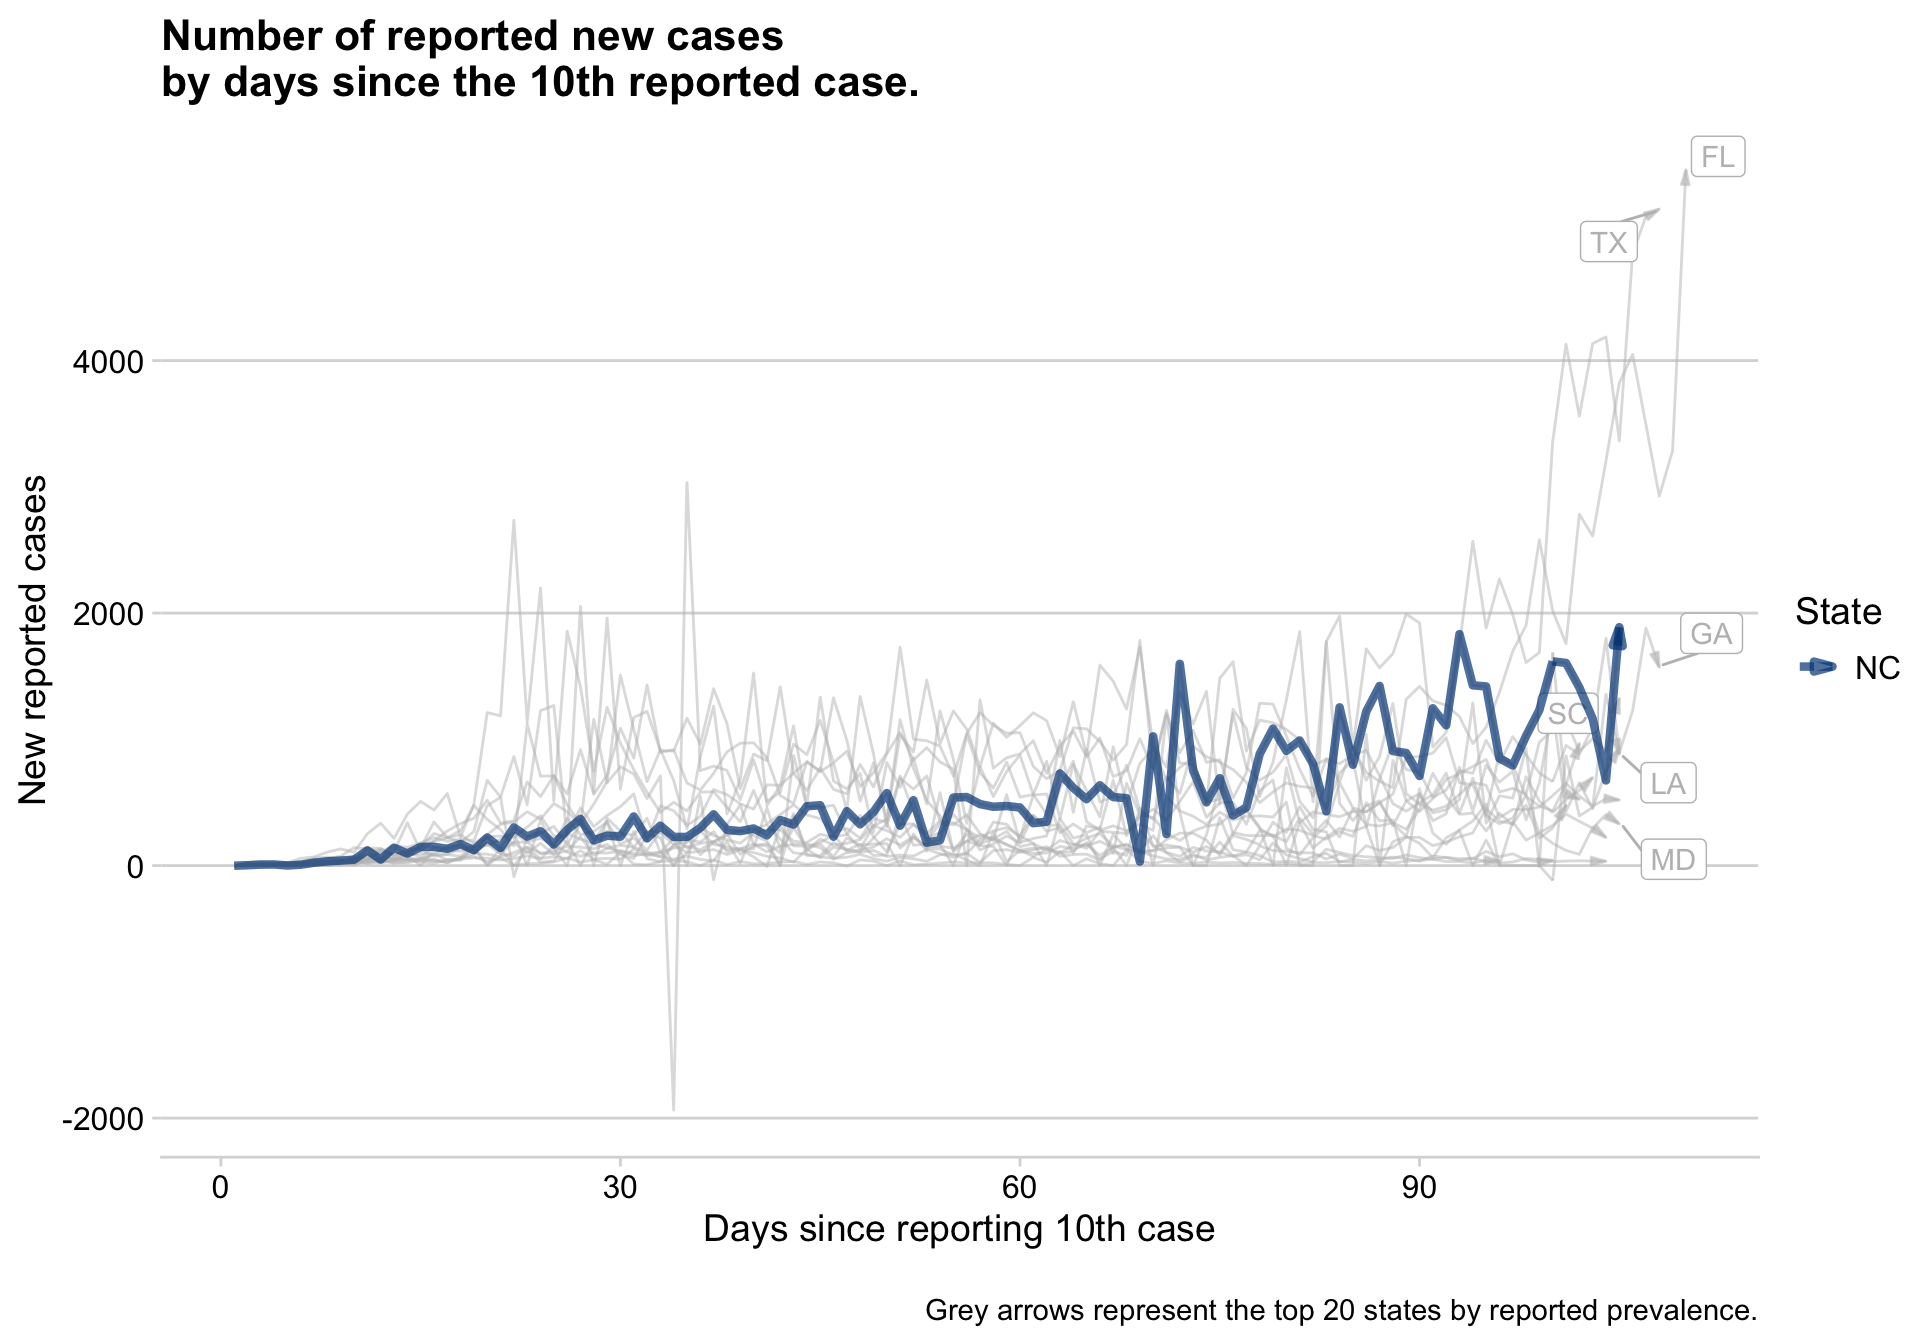 Number of reported new cases
by days since the 10th reported case.
FL
TX
4000
New reported cases
2000
State
GA
NC
SC
LA
0
MD
-2000
0
30
60
90
Days since reporting 10th case
Grey arrows represent the top 20 states by reported prevalence.